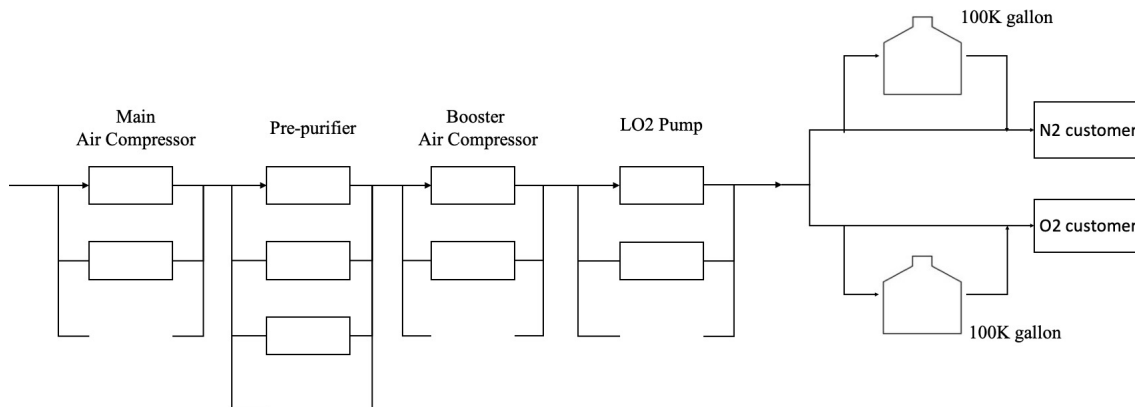 100K gallon
Main
Air Compressor
Pre-purifier
Booster
Air Compressor
LO2 Pump
N2 customer
O2 customer
100K gallon